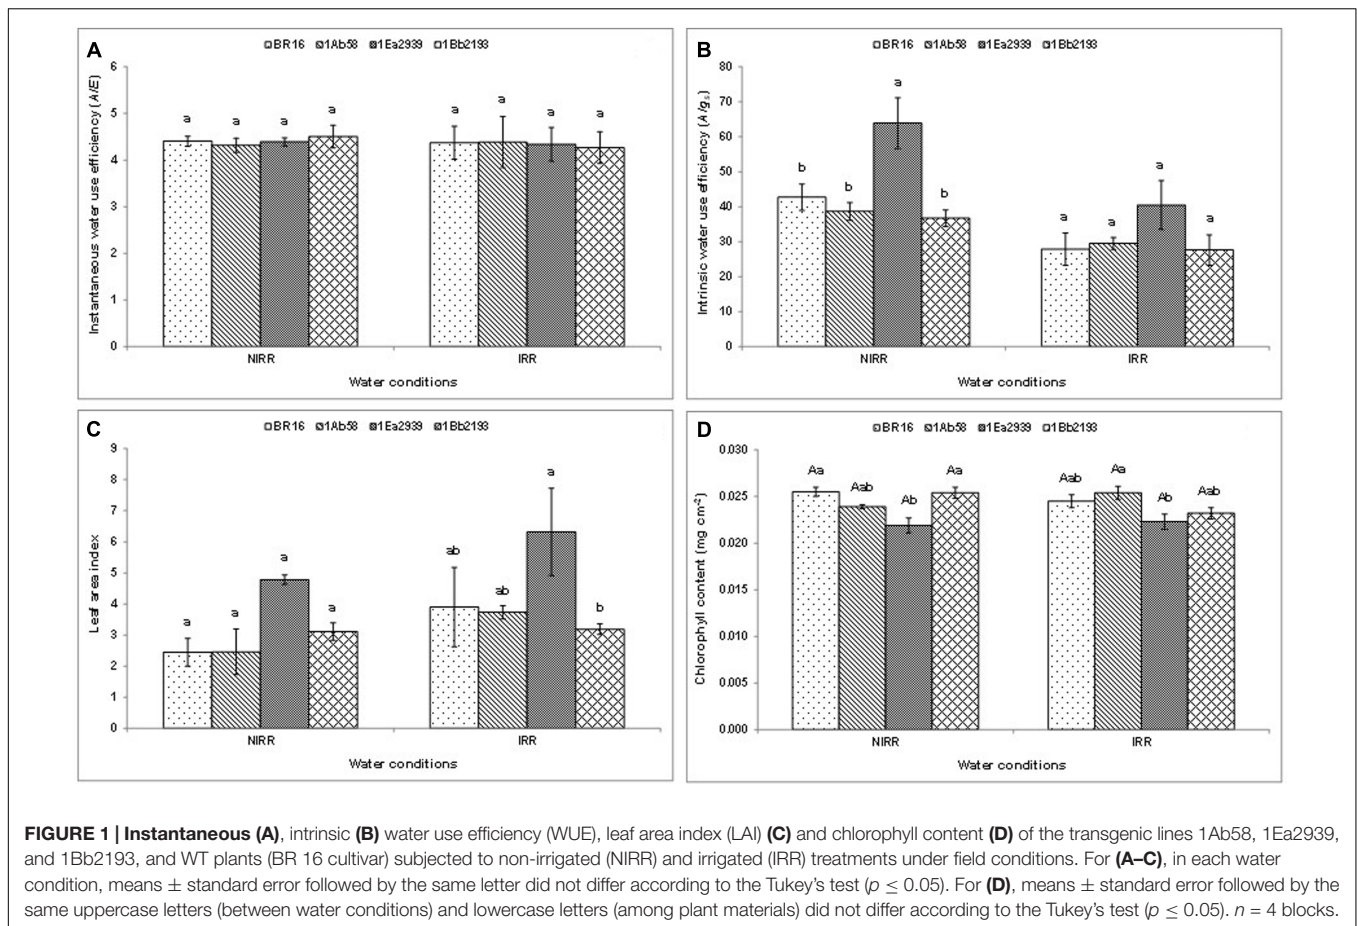 A
BR16 1Ab58 1Ea2939 1Bb2193
Instantaneous water use efficiency (A/E)
6
5
4
3
2
1
0
a a a a a a a a
NIRR IRR
Water conditions
B
BR16 1Ab58 1Ea2939 1Bb2193
Intrinsic water use efficiency (A/gs)
80
70
60
50
40
30
20
10
0
b b a b a a a a
NIRR IRR
Water conditions
C
BR16 1Ab58 1Ea2939 1Bb2193
Leaf area index
9
8
7
6
5
4
3
2
1
0
a a a a ab ab a b
NIRR IRR
Water conditions
D
BR16 1Ab58 1Ea2939 1Bb2193
Chlorophyll content (mg cm-2)
0.030
0.025
0.020
0.015
0.010
0.005
0.000
Aa Aab Ab Aa Aab Aa Ab Aab
NIRR IRR
Water conditions
FIGURE 1 | Instantaneous (A), intrinsic (B) water use efficiency (WUE), leaf area index (LAI) (C) and chlorophyll content (D) of the transgenic lines 1Ab58, 1Ea2939,
and 1Bb2193, and WT plants (BR 16 cultivar) subjected to non-irrigated (NIRR) and irrigated (IRR) treatments under field conditions. For (A–C), in each water
condition, means ± standard error followed by the same letter did not differ according to the Tukey's test (p ≤ 0.05). For (D), means ± standard error followed by the
same uppercase letters (between water conditions) and lowercase letters (among plant materials) did not differ according to the Tukey's test (p ≤ 0.05). n = 4 blocks.